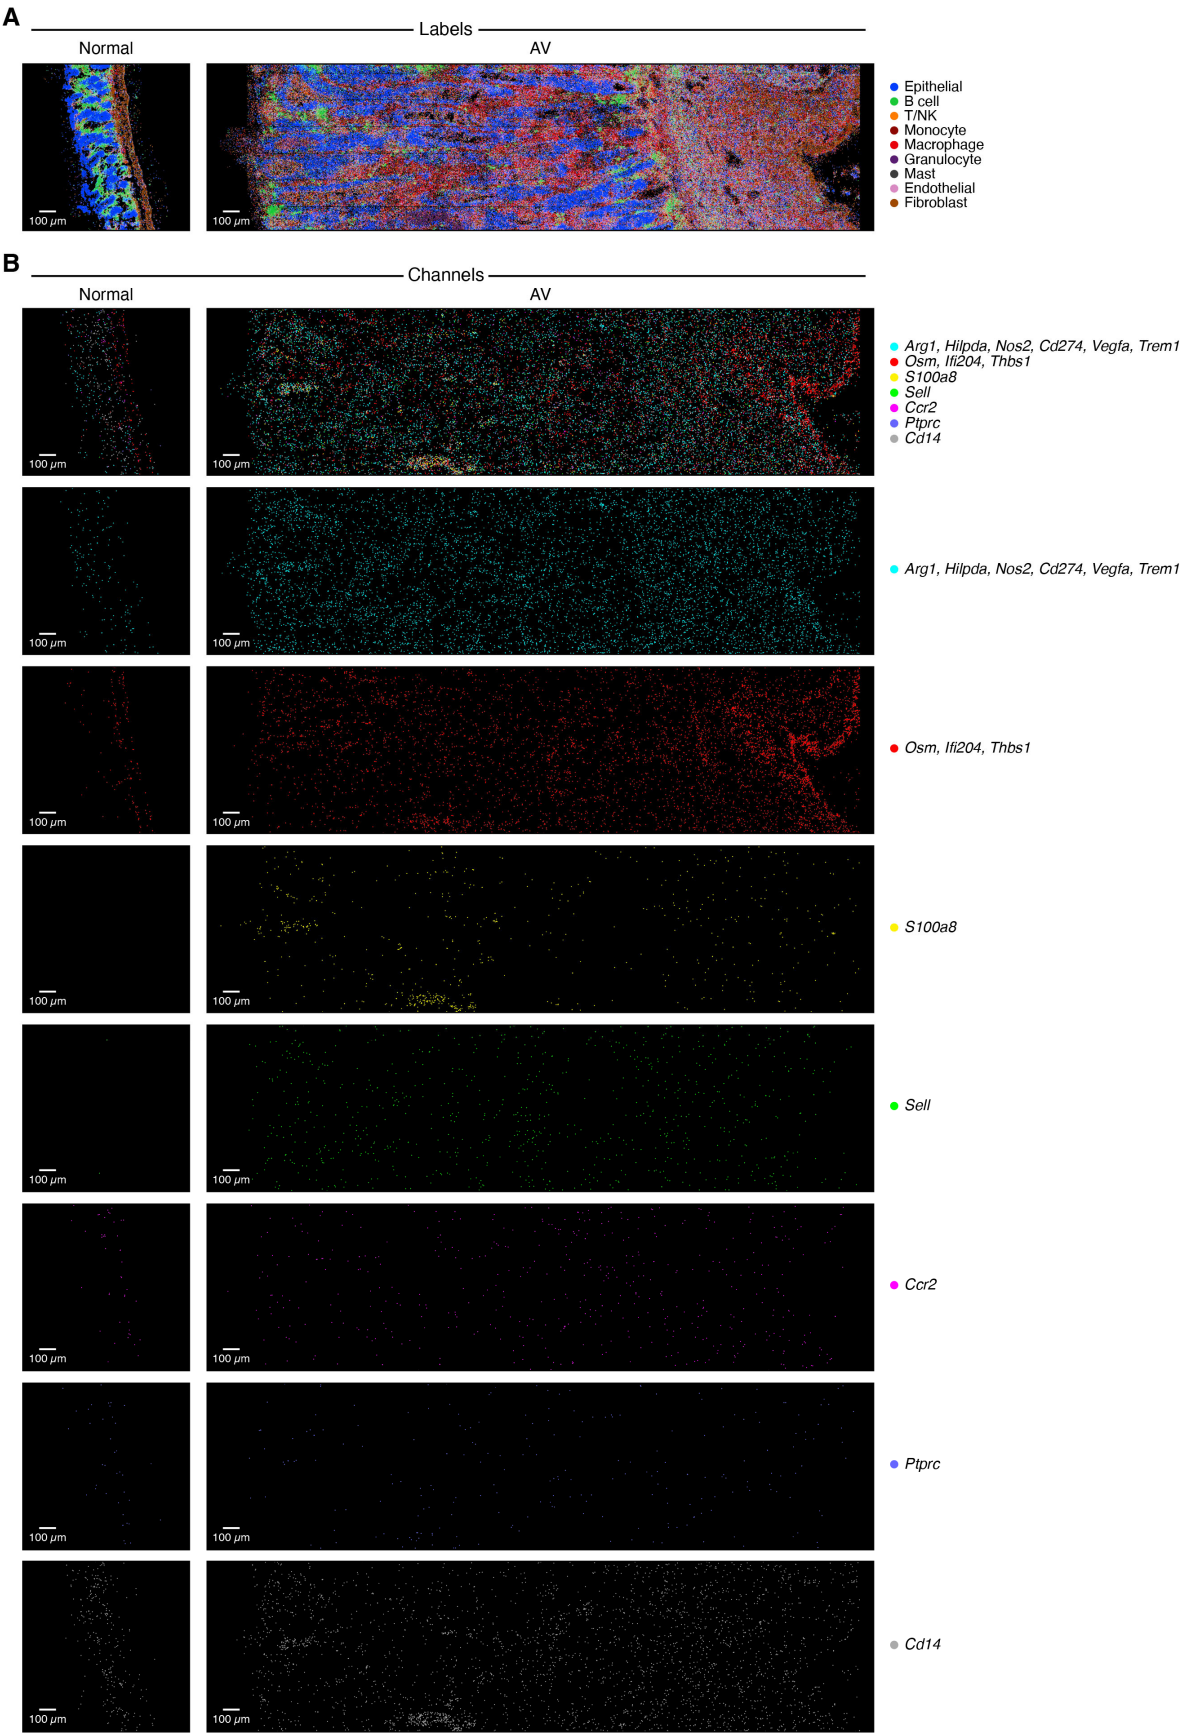 A
Labels
Normal
AV
100 µm
100 µm
Epithelial
B cell
T/NK
Monocyte
Macrophage
Granulocyte
Mast
Endothelial
Fibroblast
B
Channels
Normal
AV
100 µm
100 µm
Arg1, Hilpda, Nos2, Cd274, Vegfa, Trem1
Osm, Ifi204, Thbs1
S100a8
Sell
Ccr2
Ptprc
Cd14
100 µm
100 µm
Arg1, Hilpda, Nos2, Cd274, Vegfa, Trem1
100 µm
100 µm
Osm, Ifi204, Thbs1
100 µm
100 µm
S100a8
100 µm
100 µm
Sell
100 µm
100 µm
Ccr2
100 µm
100 µm
Ptprc
100 µm
100 µm
Cd14